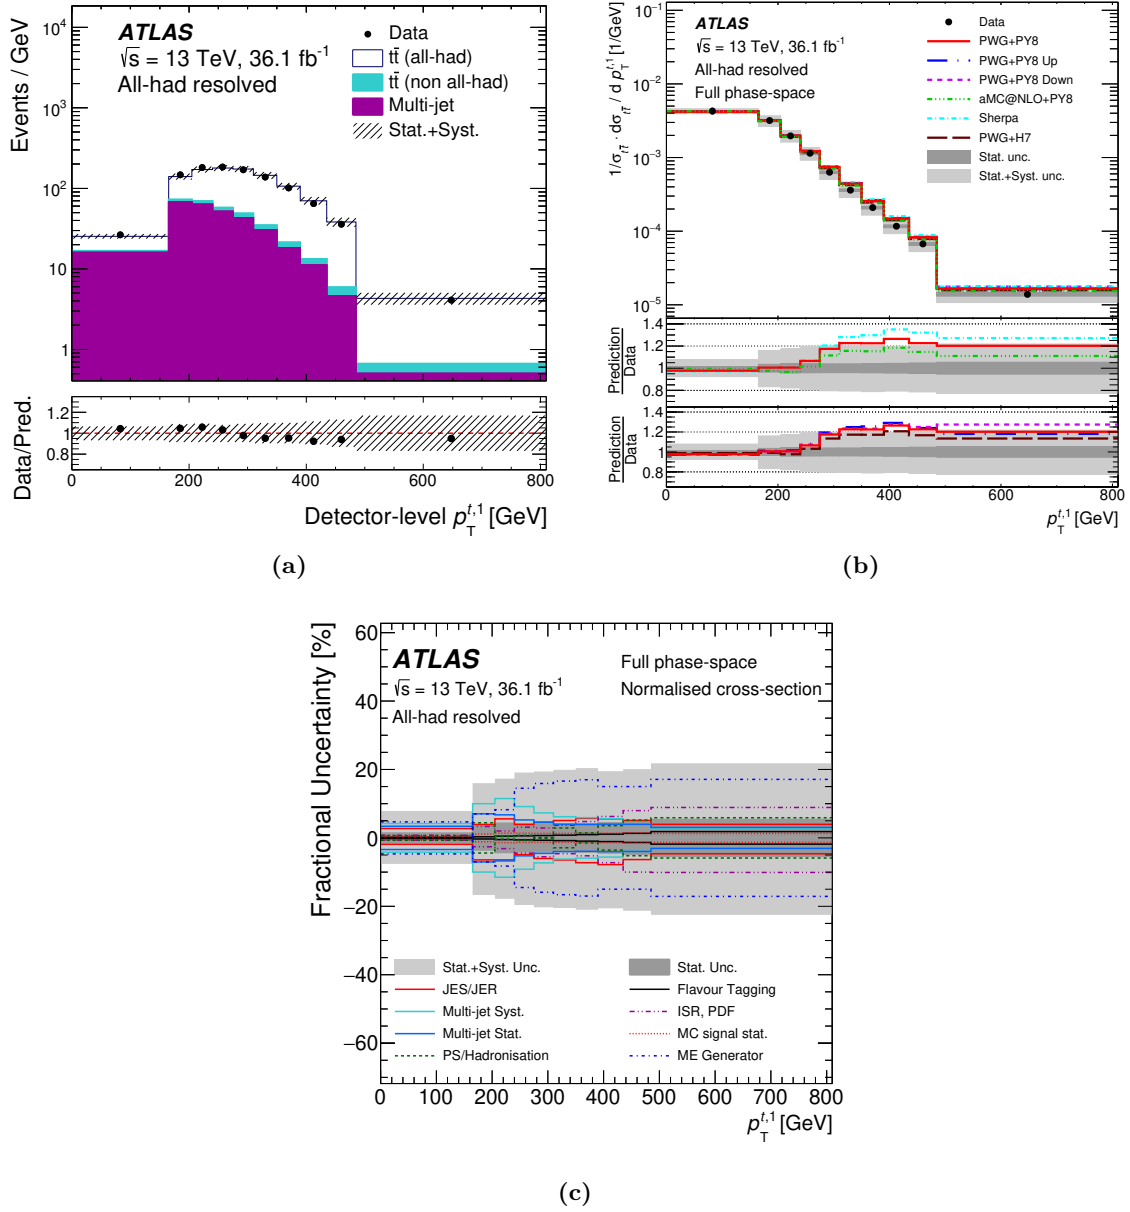 ATLAS
√s = 13 TeV, 36.1 fb⁻¹
All-had resolved
Data
tt̄ (all-had)
tt̄ (non all-had)
Multi-jet
Stat.+Syst.
Events / GeV
10⁴
10³
10²
10
1
Data/Pred.
1.2
1
0.8
0 200 400 600 800
Detector-level p_T^{t,1} [GeV]
(a)
ATLAS
√s = 13 TeV, 36.1 fb⁻¹
All-had resolved
Full phase-space
Data
PWG+PY8
PWG+PY8 Up
PWG+PY8 Down
aMC@NLO+PY8
Sherpa
PWG+H7
Stat. unc.
Stat.+Syst. unc.
1/σ_{tt̄} · dσ_{tt̄} / d p_T^{t,1} [1/GeV]
10⁻¹
10⁻²
10⁻³
10⁻⁴
10⁻⁵
Prediction
Data
1.4
1.2
1
0.8
Prediction
Data
1.4
1.2
1
0.8
0 200 400 600 800
p_T^{t,1} [GeV]
(b)
Fractional Uncertainty [%]
60
40
20
0
−20
−40
−60
ATLAS
√s = 13 TeV, 36.1 fb⁻¹
All-had resolved
Full phase-space
Normalised cross-section
Stat.+Syst. Unc.
JES/JER
Multi-jet Syst.
Multi-jet Stat.
PS/Hadronisation
Stat. Unc.
Flavour Tagging
ISR, PDF
MC signal stat.
ME Generator
0 100 200 300 400 500 600 700 800
p_T^{t,1} [GeV]
(c)